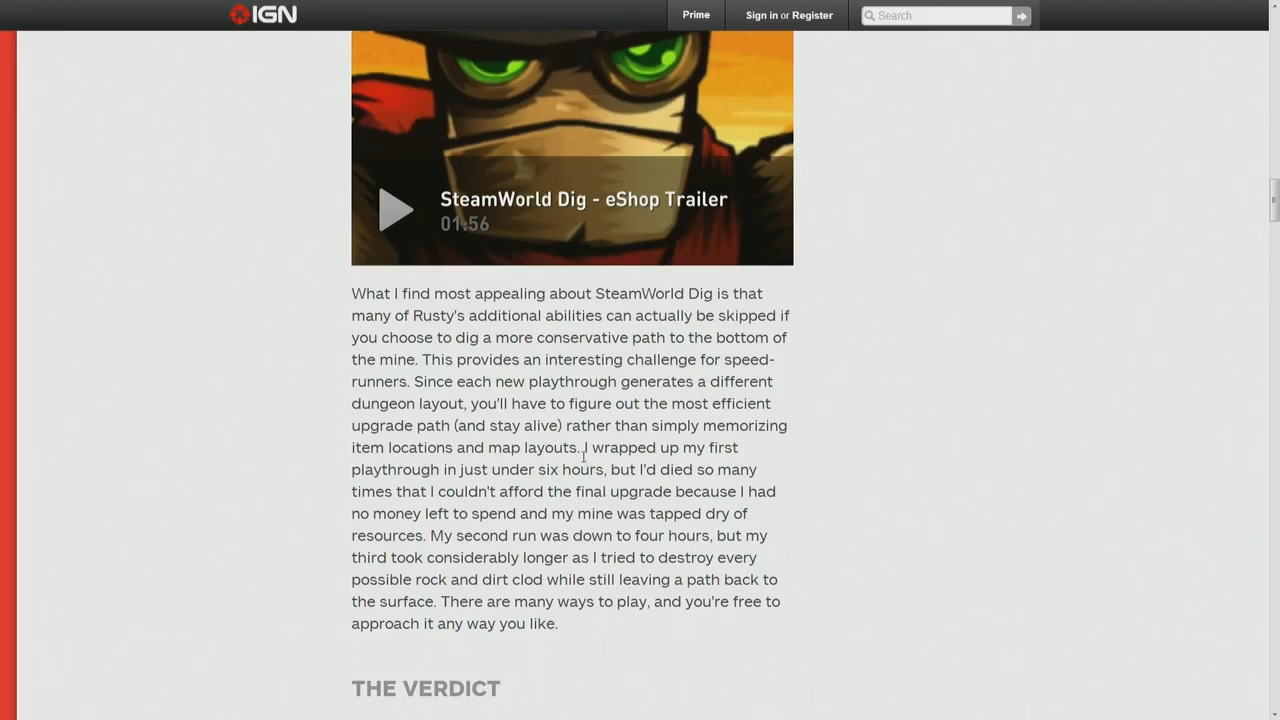 IGN
Prime
Sign in or Register
Search
SteamWorld Dig - eShop Trailer
01:56
What I find most appealing about SteamWorld Dig is that
many of Rusty's additional abilities can actually be skipped if
you choose to dig a more conservative path to the bottom of
the mine. This provides an interesting challenge for speed-
runners. Since each new playthrough generates a different
dungeon layout, you'll have to figure out the most efficient
upgrade path (and stay alive) rather than simply memorizing
item locations and map layouts. I wrapped up my first
playthrough in just under six hours, but I'd died so many
times that I couldn't afford the final upgrade because I had
no money left to spend and my mine was tapped dry of
resources. My second run was down to four hours, but my
third took considerably longer as I tried to destroy every
possible rock and dirt clod while still leaving a path back to
the surface. There are many ways to play, and you're free to
approach it any way you like.
THE VERDICT